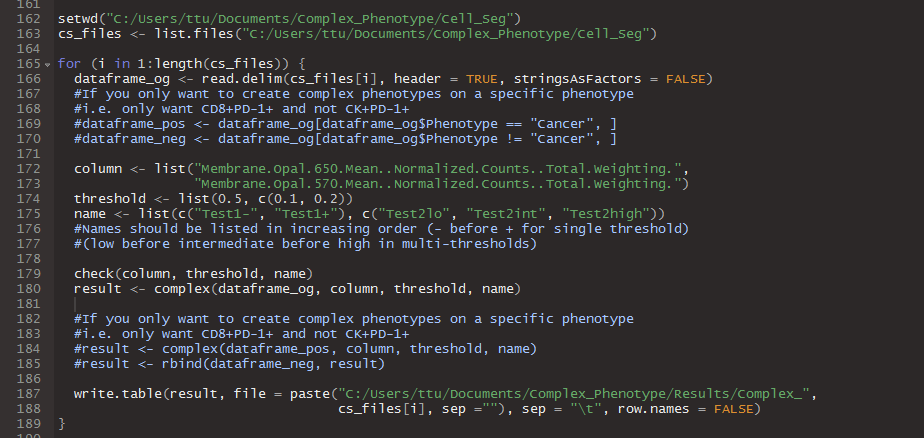 161
162 setwd("C:/Users/ttu/Documents/Complex_Phenotype/Cell_Seg")
163 cs_files <- list.files("C:/Users/ttu/Documents/Complex_Phenotype/Cell_Seg")
164
165 for (i in 1:length(cs_files)) {
166   dataframe_og <- read.delim(cs_files[i], header = TRUE, stringsAsFactors = FALSE)
167   #If you only want to create complex phenotypes on a specific phenotype
168   #i.e. only want CD8+PD-1+ and not CK+PD-1+
169   #dataframe_pos <- dataframe_og[dataframe_og$Phenotype == "Cancer", ]
170   #dataframe_neg <- dataframe_og[dataframe_og$Phenotype != "Cancer", ]
171
172   column <- list("Membrane.Opal.650.Mean..Normalized.Counts..Total.Weighting.",
173                  "Membrane.Opal.570.Mean..Normalized.Counts..Total.Weighting.")
174   threshold <- list(0.5, c(0.1, 0.2))
175   name <- list(c("Test1-", "Test1+"), c("Test2lo", "Test2int", "Test2high"))
176   #Names should be listed in increasing order (- before + for single threshold)
177   #(low before intermediate before high in multi-thresholds)
178
179   check(column, threshold, name)
180   result <- complex(dataframe_og, column, threshold, name)
181
182   #If you only want to create complex phenotypes on a specific phenotype
183   #i.e. only want CD8+PD-1+ and not CK+PD-1+
184   #result <- complex(dataframe_pos, column, threshold, name)
185   #result <- rbind(dataframe_neg, result)
186
187   write.table(result, file = paste("C:/Users/ttu/Documents/Complex_Phenotype/Results/Complex_",
188                                    cs_files[i], sep =""), sep = "\t", row.names = FALSE)
189 }